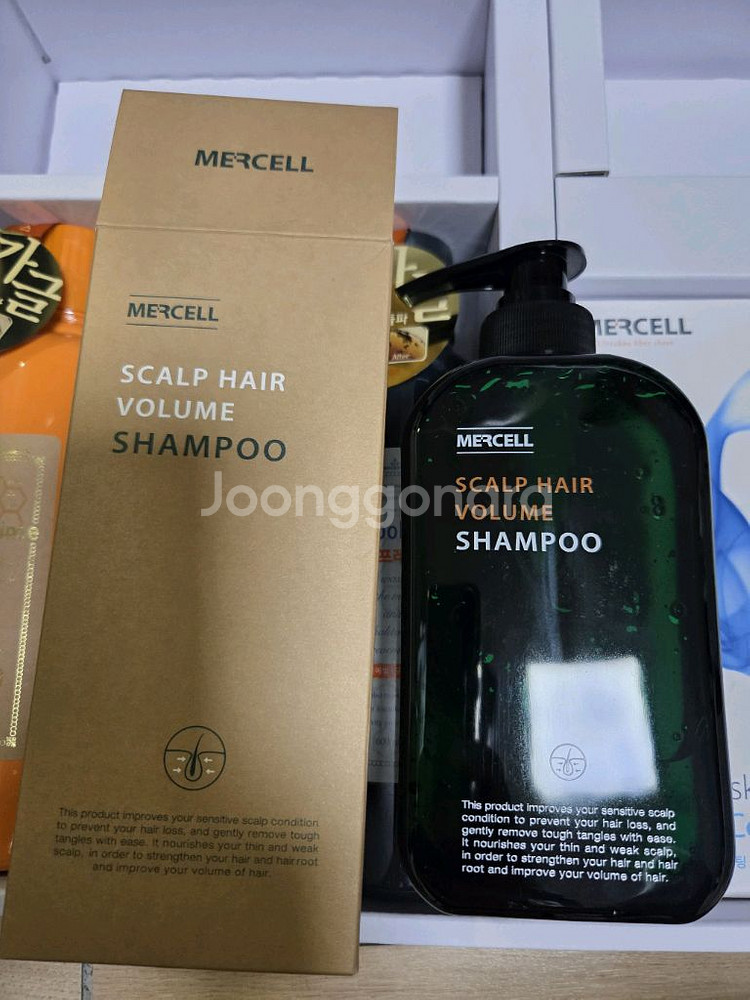 MERCELL
MERCELL
SCALP HAIR
VOLUME
SHAMPOO
This product improves your sensitive scalp condition
to prevent your hair loss, and gently remove tough
tangles with ease. It nourishes your thin and weak
scalp, in order to strengthen your hair and hair root
and improve your volume of hair.
가글
After
MERCELL
MERCELL
SCALP HAIR
VOLUME
SHAMPOO
This product improves your sensitive scalp
condition to prevent your hair loss, and
gently remove tough tangles with ease.
It nourishes your thin and weak scalp,
in order to strengthen your hair and hair
root and improve your volume of hair.
Joonggonara